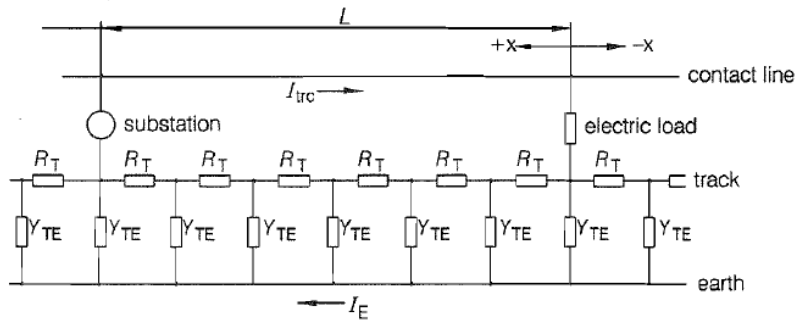 L
+x −x
contact line
I_trc
substation
electric load
R_T R_T R_T R_T R_T R_T R_T R_T
track
Y_TE Y_TE Y_TE Y_TE Y_TE Y_TE Y_TE Y_TE Y_TE
earth
I_E